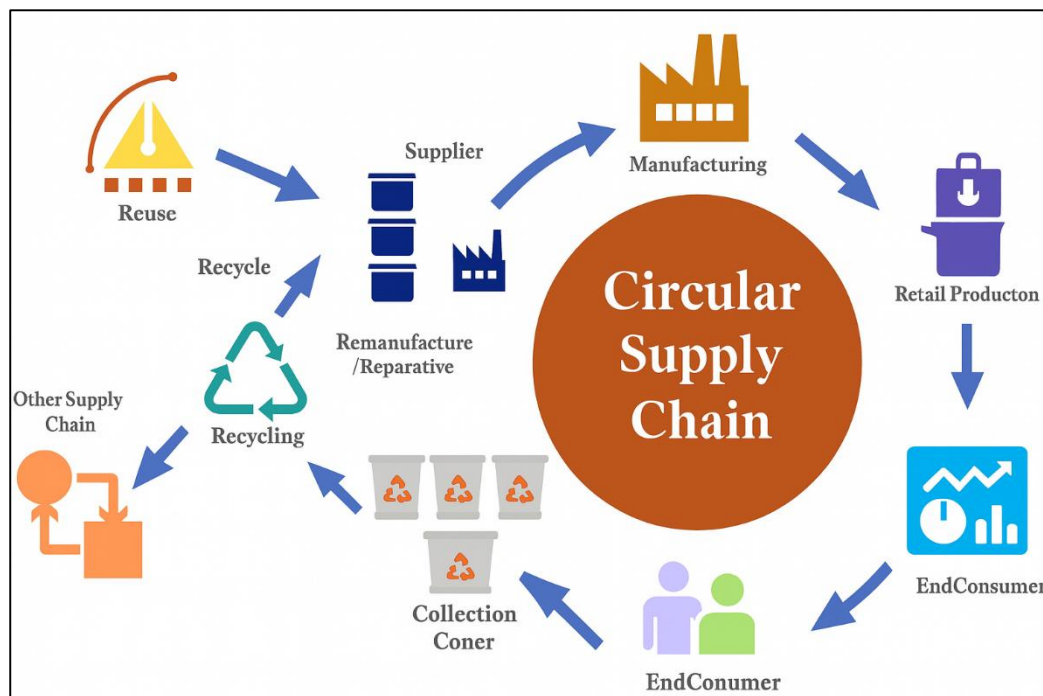 Supplier
Manufacturing
Reuse
Recycle
Circular
Supply
Chain
Retail Producton
Remanufacture
/Reparative
Other Supply
Chain
Recycling
EndConsumer
Collection
Coner
EndConumer